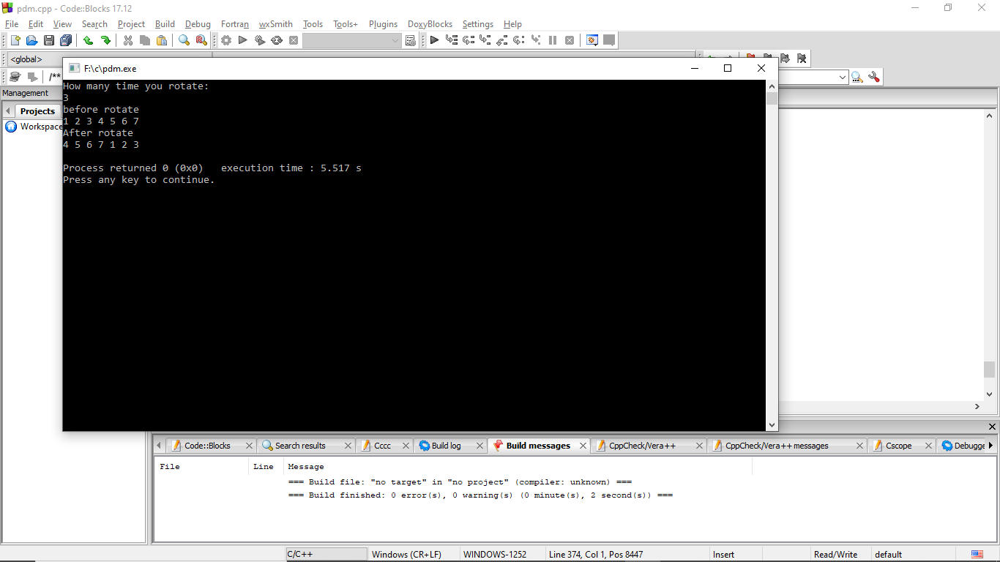 pdm.cpp - Code::Blocks 17.12
File Edit View Search Project Build Debug Fortran wxSmith Tools Tools+ Plugins DoxyBlocks Settings Help
<global>
F:\c\pdm.exe
/**
Management
Projects
Workspace
How many time you rotate:
3
before rotate
1 2 3 4 5 6 7
After rotate
4 5 6 7 1 2 3
Process returned 0 (0x0)   execution time : 5.517 s
Press any key to continue.
Code::Blocks Search results Cccc Build log Build messages CppCheck/Vera++ CppCheck/Vera++ messages Cscope Debugge
File Line Message
=== Build file: "no target" in "no project" (compiler: unknown) ===
=== Build finished: 0 error(s), 0 warning(s) (0 minute(s), 2 second(s)) ===
C/C++ Windows (CR+LF) WINDOWS-1252 Line 374, Col 1, Pos 8447 Insert Read/Write default